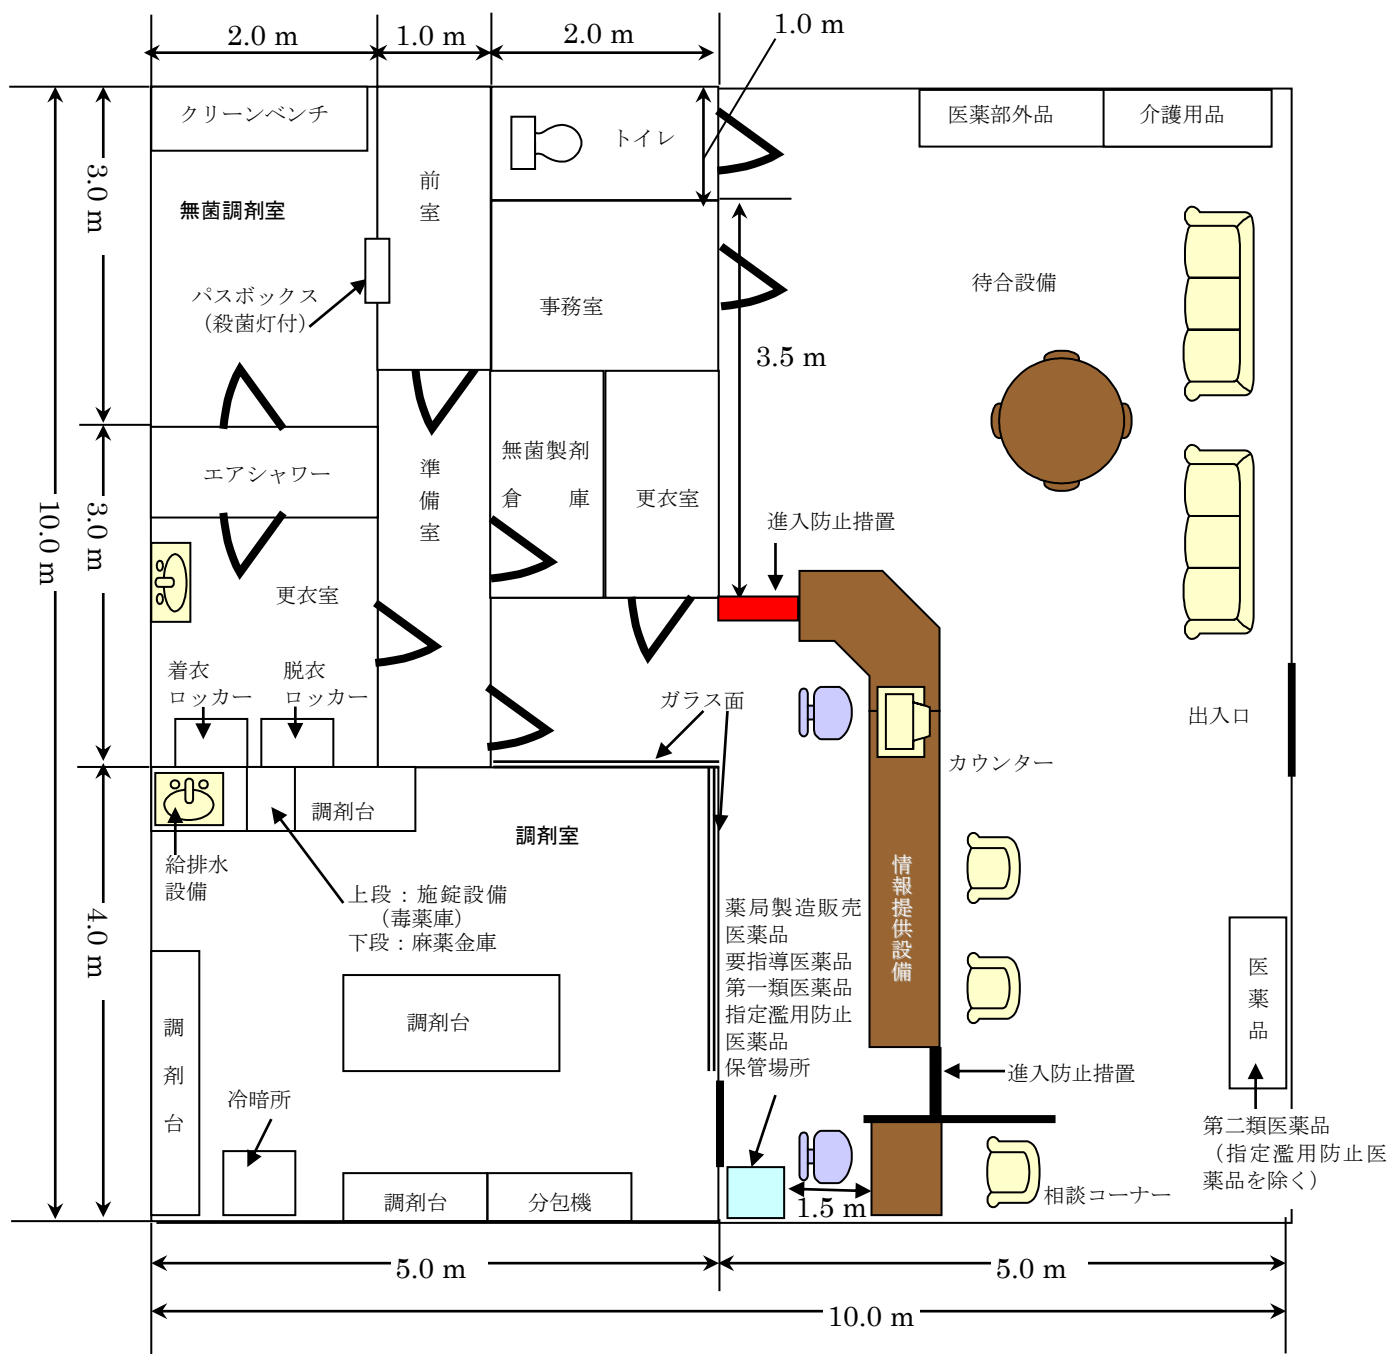 2.0 m
1.0 m
2.0 m
1.0 m
クリーンベンチ
トイレ
医薬部外品
介護用品
3.0 m
前
室
無菌調剤室
待合設備
パスボックス
（殺菌灯付）
事務室
3.5 m
無菌製剤
倉庫
更衣室
準
備
室
エアシャワー
10.0 m
3.0 m
進入防止措置
更衣室
着衣
ロッカー
脱衣
ロッカー
ガラス面
出入口
カウンター
調剤台
調剤室
給排水
設備
上段：施錠設備
（毒薬庫）
下段：麻薬金庫
4.0 m
情報提供設備
薬局製造販売
医薬品
要指導医薬品
第一類医薬品
指定濫用防止
医薬品
保管場所
医
薬
品
調剤台
調
剤
台
進入防止措置
冷暗所
第二類医薬品
（指定濫用防止医
薬品を除く）
調剤台
分包機
1.5 m
相談コーナー
5.0 m
5.0 m
10.0 m